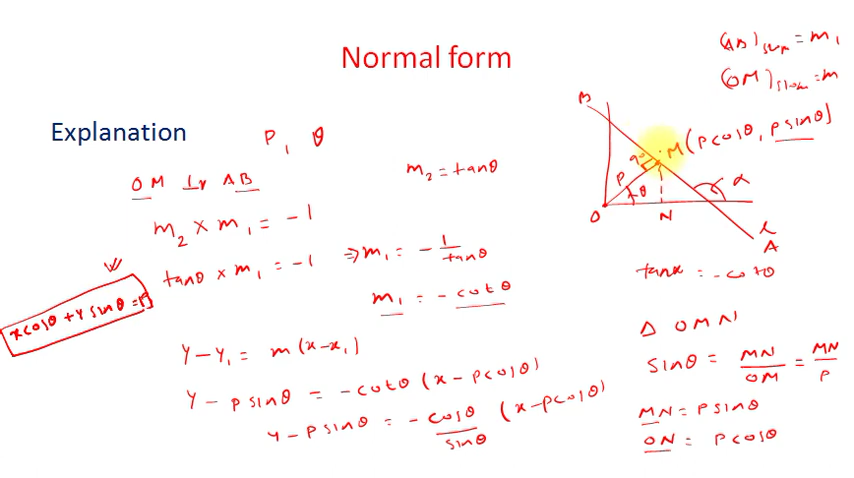 Normal form
(AB)slope = m1
(OM)slope = m
Explanation
P, θ
B
M(pcosθ, psinθ)
90
P
θ
α
O
N
L
A
OM ⊥r AB
m2 = tanθ
m2 × m1 = -1
tanθ × m1 = -1 ⇒ m1 = - 1/tanθ
m1 = - cotθ
xcosθ + ysinθ = P
tanα = -cotθ
Δ OMN
sinθ = MN/OM = MN/P
MN = Psinθ
ON = Pcosθ
Y-Y1 = m(x-x1)
Y - Psinθ = -cotθ (x - Pcosθ)
Y - Psinθ = - cosθ/sinθ (x - Pcosθ)